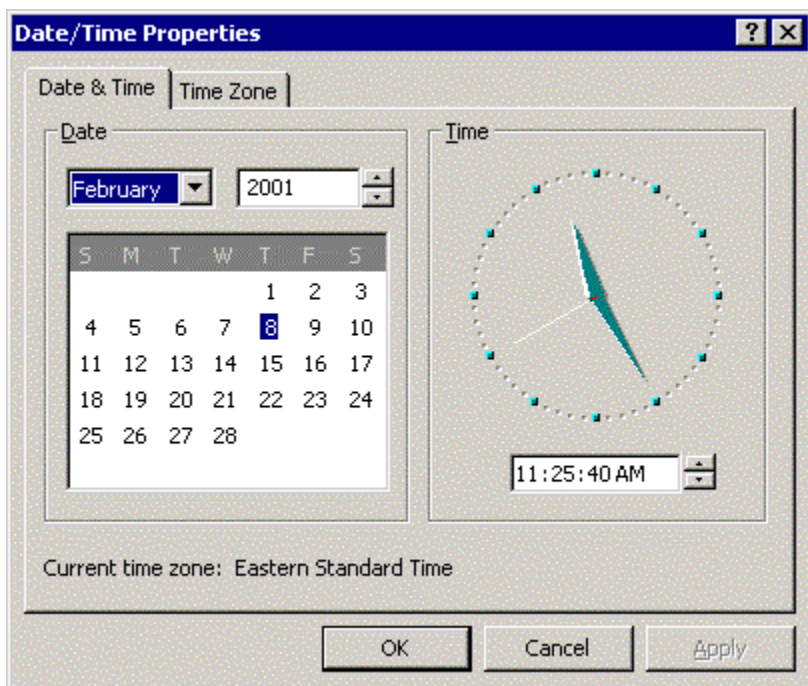 Date/Time Properties
Date & Time Time Zone
Date
February 2001
S M T W T F S
1 2 3
4 5 6 7 8 9 10
11 12 13 14 15 16 17
18 19 20 21 22 23 24
25 26 27 28
Time
11:25:40 AM
Current time zone: Eastern Standard Time
OK Cancel Apply